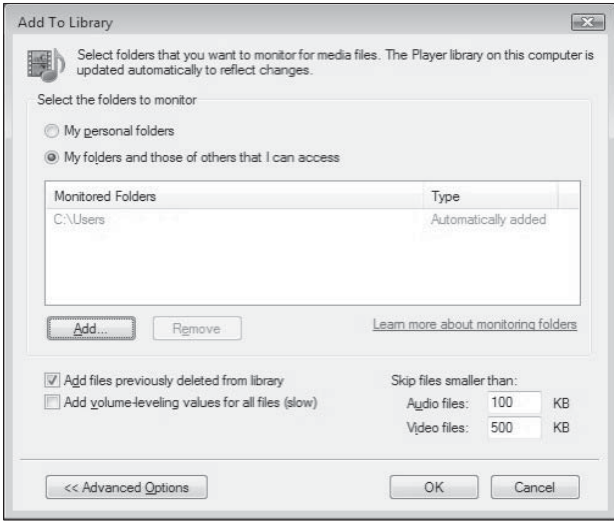 Add To Library
Select folders that you want to monitor for media files. The Player library on this computer is
updated automatically to reflect changes.
Select the folders to monitor
My personal folders
My folders and those of others that I can access
Monitored Folders Type
C:\Users Automatically added
Add... Remove Learn more about monitoring folders
Add files previously deleted from library
Add volume-leveling values for all files (slow)
Skip files smaller than:
Audio files: 100 KB
Video files: 500 KB
<< Advanced Options OK Cancel